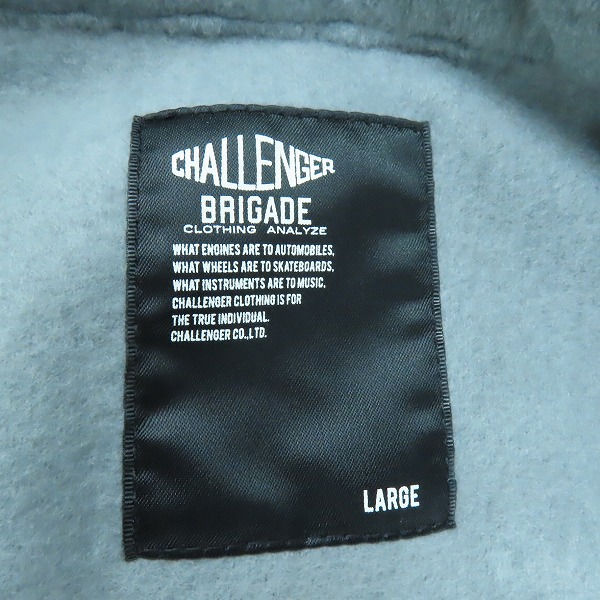 CHALLENGER
BRIGADE
CLOTHING ANALYZE
WHAT ENGINES ARE TO AUTOMOBILES,
WHAT WHEELS ARE TO SKATEBOARDS,
WHAT INSTRUMENTS ARE TO MUSIC.
CHALLENGER CLOTHING IS FOR
THE TRUE INDIVIDUAL.
CHALLENGER CO.,LTD.
LARGE